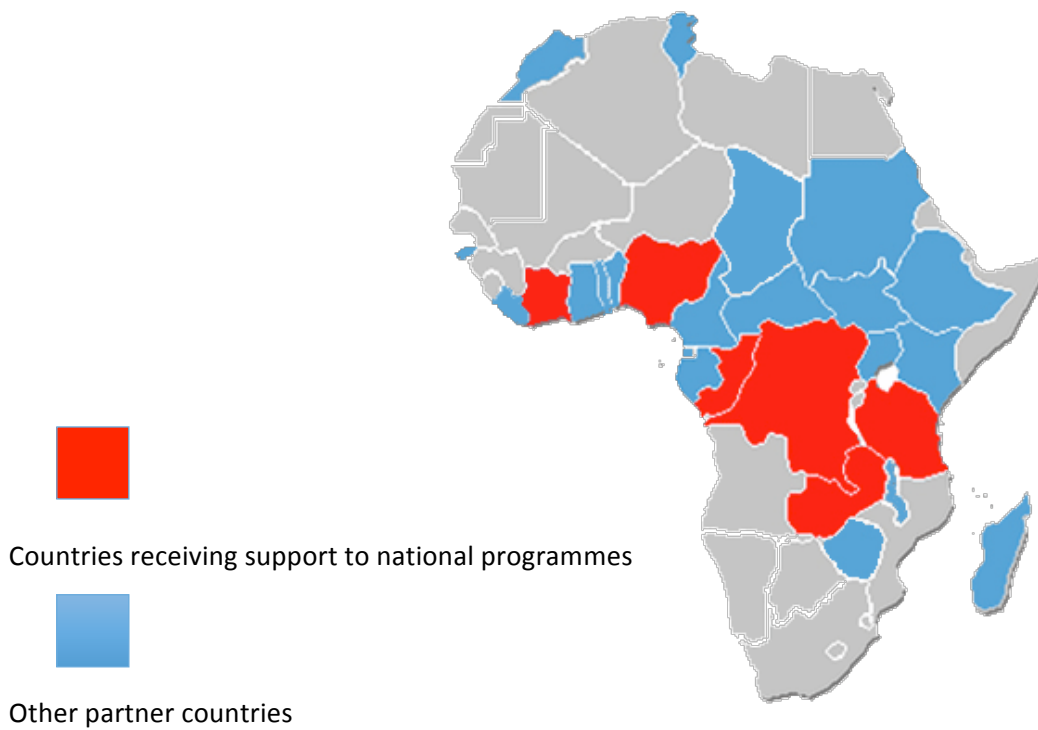 Countries receiving support to national programmes
Other partner countries